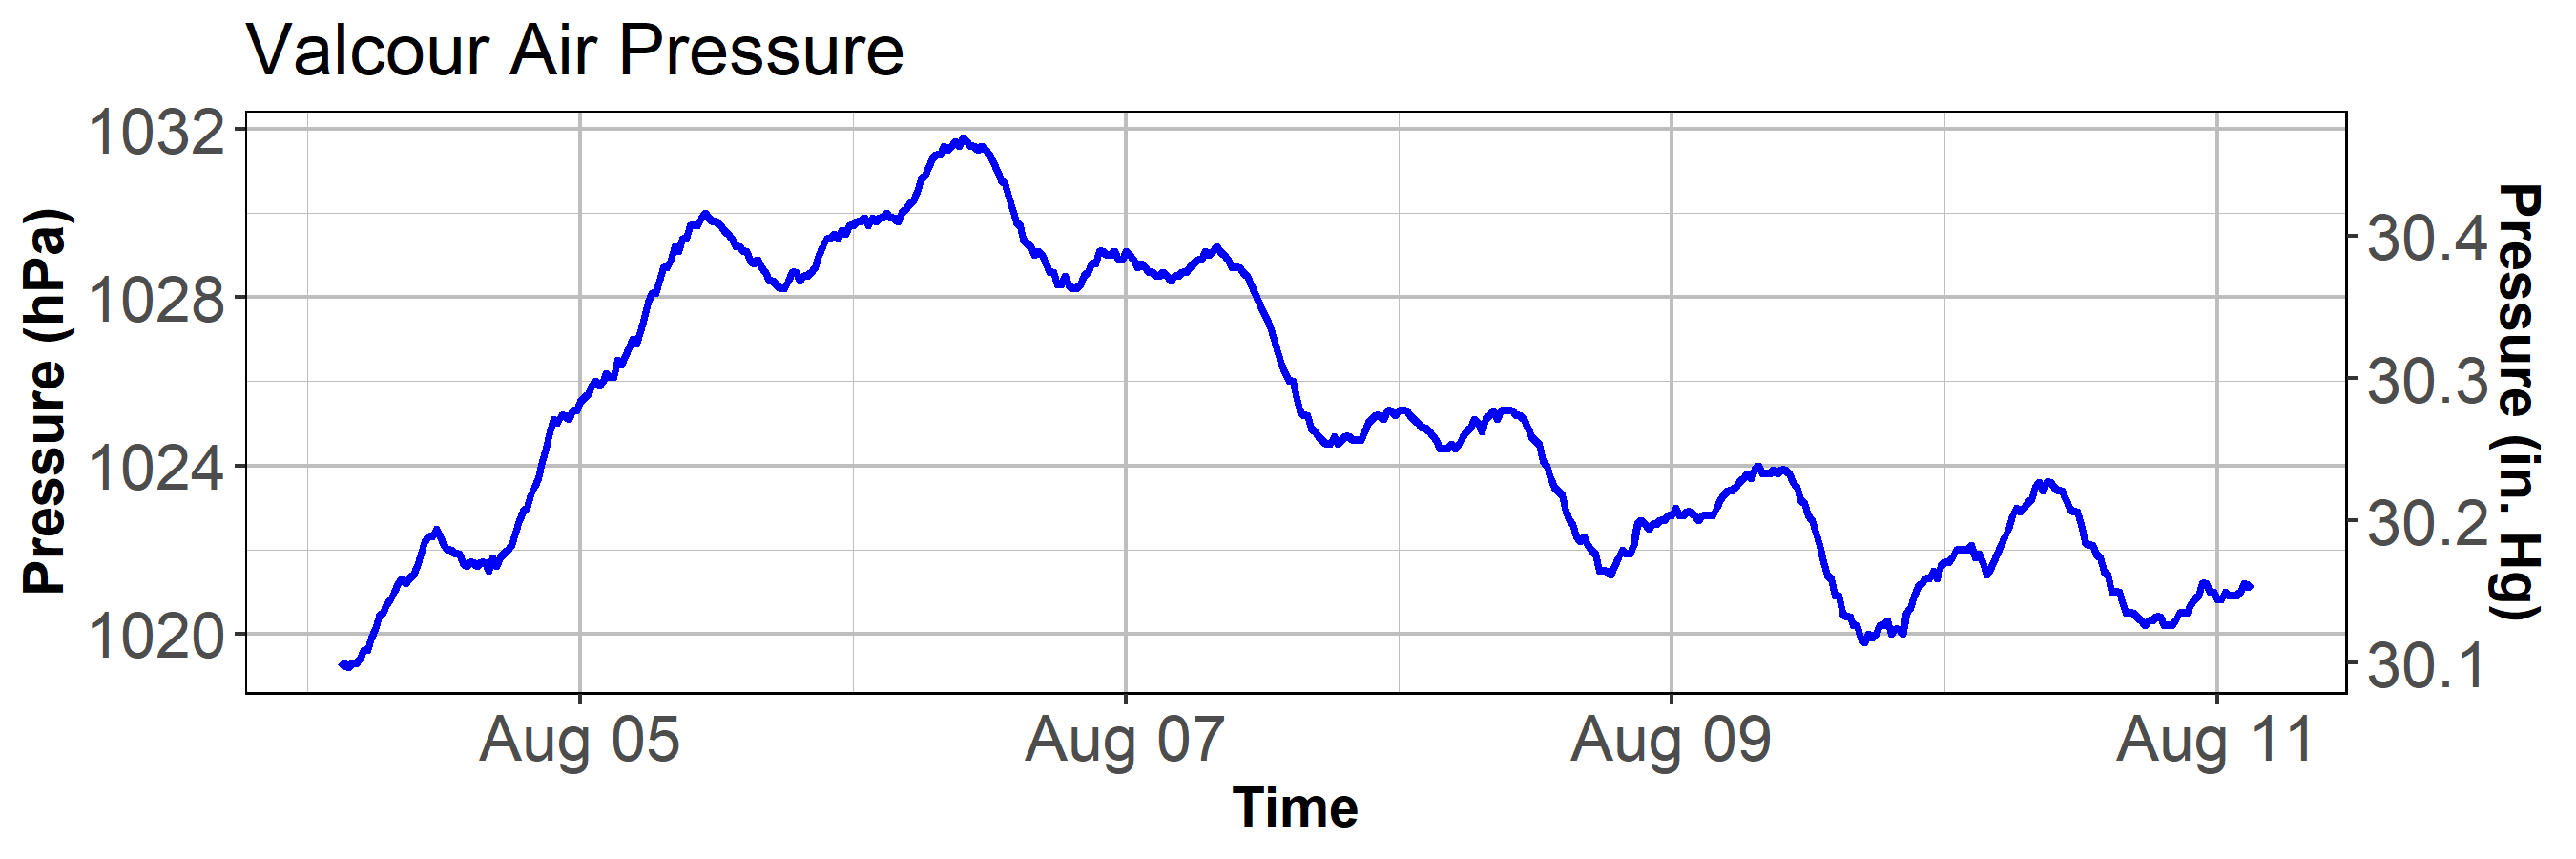 Valcour Air Pressure
1032
1028
1024
1020
Pressure (hPa)
30.4
30.3
30.2
30.1
Pressure (in. Hg)
Aug 05 Aug 07 Aug 09 Aug 11
Time